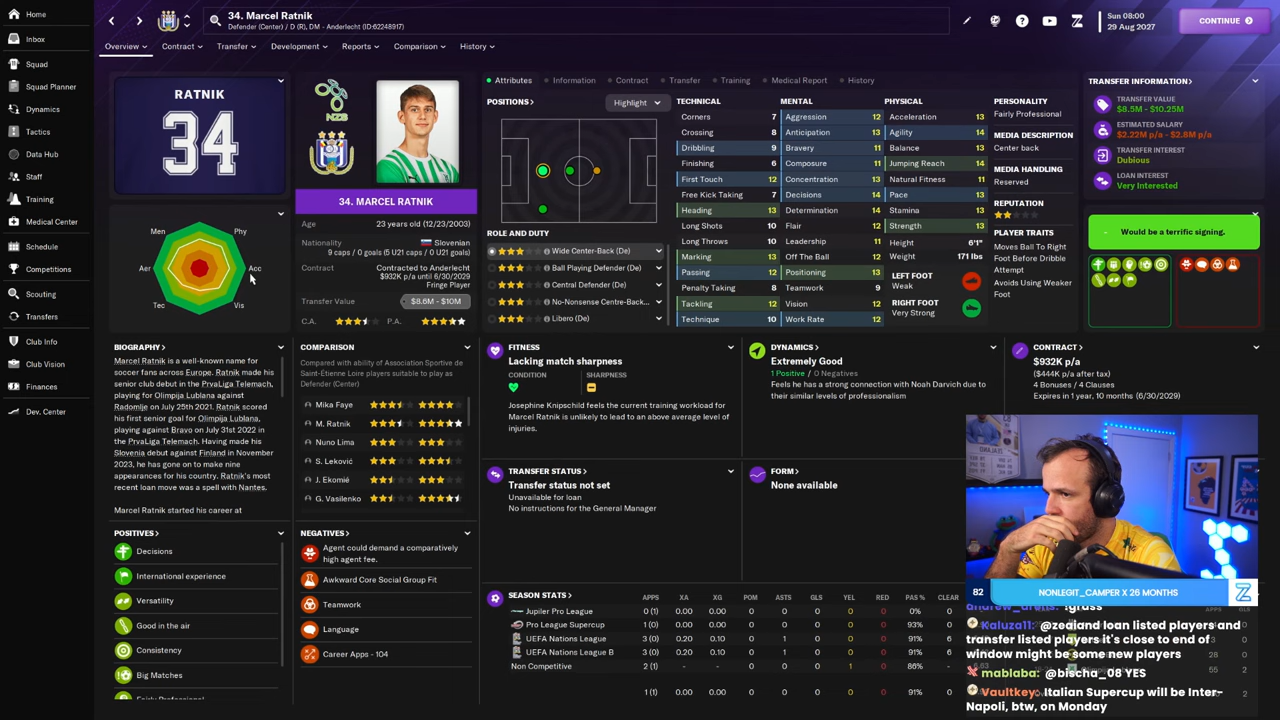 Home
Inbox
Squad
Squad Planner
Dynamics
Tactics
Data Hub
Staff
Training
Medical Center
Schedule
Competitions
Scouting
Transfers
Club Info
Club Vision
Finances
Dev. Center
34. Marcel Ratnik
Defender (Center) / D (R), DM - Anderlecht (ID:62248917)
Sun 08:00
29 Aug 2027
CONTINUE
Overview
Contract
Transfer
Development
Reports
Comparison
History
RATNIK
34
NZS
34. MARCEL RATNIK
Men
Phy
Aer
Acc
Tec
Vis
Age
23 years old (12/23/2003)
Nationality
Slovenian
9 caps / 0 goals (5 U21 caps / 0 U21 goals)
Contract
Contracted to Anderlecht
$932K p/a until 6/30/2029
Fringe Player
Transfer Value
$8.6M - $10M
C.A.
P.A.
Attributes
Information
Contract
Transfer
Training
Medical Report
History
POSITIONS
Highlight
ROLE AND DUTY
Wide Center-Back (De)
Ball Playing Defender (De)
Central Defender (De)
No-Nonsense Centre-Back...
Libero (De)
TECHNICAL
Corners 7
Crossing 8
Dribbling 9
Finishing 6
First Touch 12
Free Kick Taking 7
Heading 13
Long Shots 10
Long Throws 10
Marking 13
Passing 12
Penalty Taking 8
Tackling 12
Technique 10
MENTAL
Aggression 12
Anticipation 13
Bravery 11
Composure 11
Concentration 13
Decisions 14
Determination 14
Flair 12
Leadership 11
Off The Ball 12
Positioning 13
Teamwork 9
Vision 12
Work Rate 12
PHYSICAL
Acceleration 13
Agility 14
Balance 13
Jumping Reach 14
Natural Fitness 11
Pace 13
Stamina 13
Strength 13
Height 6'1"
Weight 171 lbs
LEFT FOOT
Weak
RIGHT FOOT
Very Strong
PERSONALITY
Fairly Professional
MEDIA DESCRIPTION
Center back
MEDIA HANDLING
Reserved
REPUTATION
PLAYER TRAITS
Moves Ball To Right
Foot Before Dribble
Attempt
Avoids Using Weaker
Foot
TRANSFER INFORMATION
TRANSFER VALUE
$8.5M - $10.25M
ESTIMATED SALARY
$2.22M p/a - $2.8M p/a
TRANSFER INTEREST
Dubious
LOAN INTEREST
Very Interested
- Would be a terrific signing.
BIOGRAPHY
Marcel Ratnik is a well-known name for
soccer fans across Europe. Ratnik made his
senior club debut in the PrvaLiga Telemach,
playing for Olimpija Lublana against
Radomlje on July 25th 2021. Ratnik scored
his first senior goal for Olimpija Lublana,
playing against Bravo on July 31st 2022 in
the PrvaLiga Telemach. Having made his
Slovenia debut against Finland in November
2023, he has gone on to make nine
appearances for his country. Ratnik's most
recent loan move was a spell with Nantes.
Marcel Ratnik started his career at
COMPARISON
Compared with ability of Association Sportive de
Saint-Étienne Loire players suitable to play as
Defender (Center)
Mika Faye
M. Ratnik
Nuno Lima
S. Leković
J. Ekomié
G. Vasilenko
FITNESS
Lacking match sharpness
CONDITION
SHARPNESS
Josephine Knipschild feels the current training workload for
Marcel Ratnik is unlikely to lead to an above average level of
injuries.
DYNAMICS
Extremely Good
1 Positive / 0 Negatives
Feels he has a strong connection with Noah Darvich due to
their similar levels of professionalism
CONTRACT
$932K p/a
($444K p/a after tax)
4 Bonuses / 4 Clauses
Expires in 1 year, 10 months (6/30/2029)
TRANSFER STATUS
Transfer status not set
Unavailable for loan
No instructions for the General Manager
FORM
None available
POSITIVES
Decisions
International experience
Versatility
Good in the air
Consistency
Big Matches
NEGATIVES
Agent could demand a comparatively
high agent fee.
Awkward Core Social Group Fit
Teamwork
Language
Career Apps - 104
SEASON STATS
APPS XA XG POM ASTS GLS YEL RED PAS % CLEAR
Jupiler Pro League 0 (1) 0.00 0.00 0 0 0 0 0 0% 0
Pro League Supercup 1 (0) 0.00 0.00 0 0 0 0 0 93% 0
UEFA Nations League 3 (0) 0.20 0.10 0 1 0 0 0 91% 6
UEFA Nations League B 3 (0) 0.20 0.10 0 1 0 0 0 91% 6
Non Competitive 2 (1) - - 0 0 0 1 0 86%
1 (1) 0.00 0.00 0 0 0 0 0 91% 0
82 NONLEGIT_CAMPER X 26 MONTHS
Kaluza11: @zealand loan listed players and
transfer listed players it's close to end of
window might be some new players
mablaba: @bischa_08 YES
Vaultkey: Italian Supercup will be Inter-
Napoli, btw, on Monday